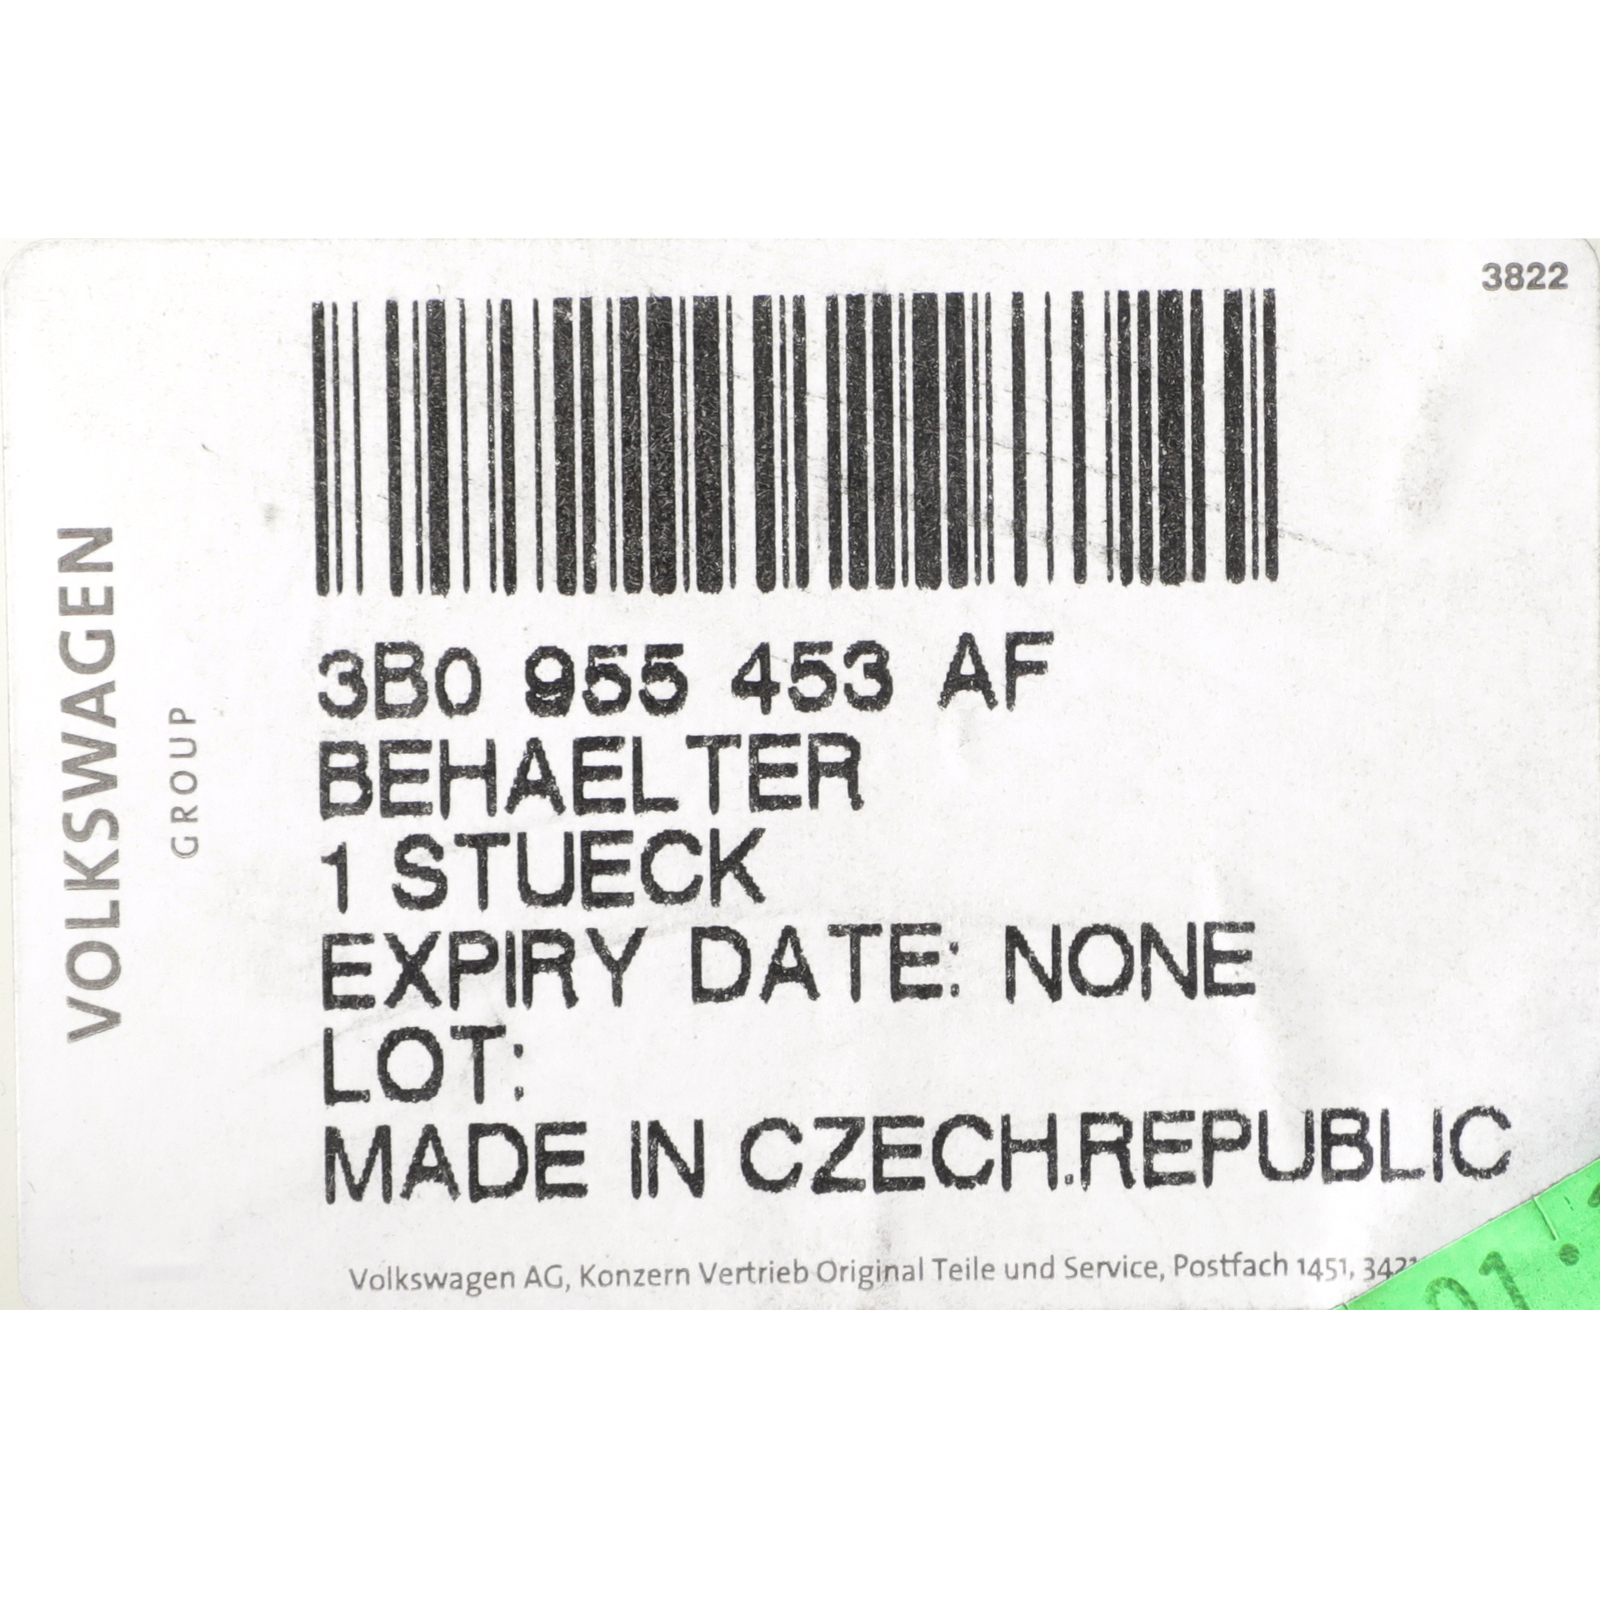 3822
VOLKSWAGEN
GROUP
3B0 955 453 AF
BEHAELTER
1 STUECK
EXPIRY DATE: NONE
LOT:
MADE IN CZECH.REPUBLIC
Volkswagen AG, Konzern Vertrieb Original Teile und Service, Postfach 1451,